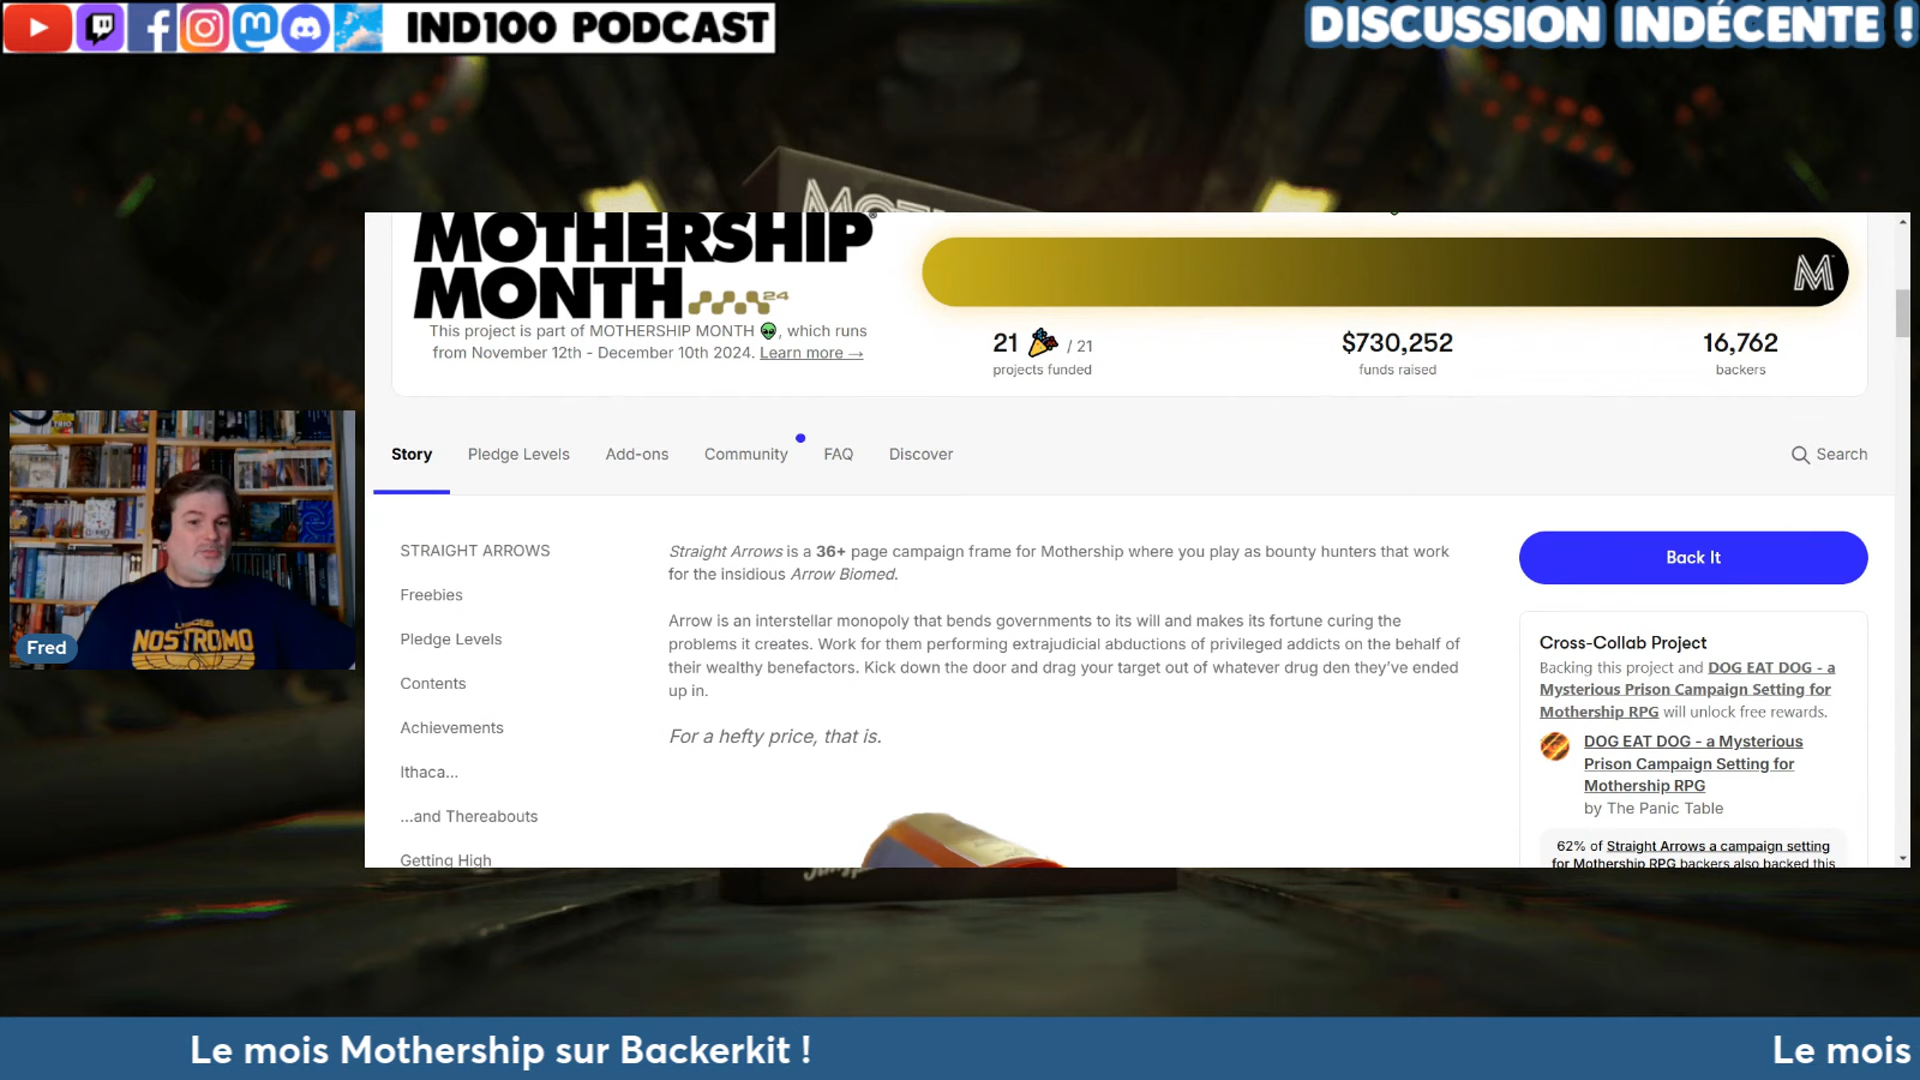 IND100 PODCAST
DISCUSSION INDÉCENTE !
MOTHERSHIP®
MONTH 24
This project is part of MOTHERSHIP MONTH 👽, which runs
from November 12th - December 10th 2024. Learn more →
21 🎉 / 21
projects funded
$730,252
funds raised
16,762
backers
Story
Pledge Levels
Add-ons
Community
FAQ
Discover
Search
STRAIGHT ARROWS
Freebies
Pledge Levels
Contents
Achievements
Ithaca...
...and Thereabouts
Getting High
Straight Arrows is a 36+ page campaign frame for Mothership where you play as bounty hunters that work
for the insidious Arrow Biomed.
Arrow is an interstellar monopoly that bends governments to its will and makes its fortune curing the
problems it creates. Work for them performing extrajudicial abductions of privileged addicts on the behalf of
their wealthy benefactors. Kick down the door and drag your target out of whatever drug den they've ended
up in.
For a hefty price, that is.
Back It
Cross-Collab Project
Backing this project and DOG EAT DOG - a
Mysterious Prison Campaign Setting for
Mothership RPG will unlock free rewards.
DOG EAT DOG - a Mysterious
Prison Campaign Setting for
Mothership RPG
by The Panic Table
62% of Straight Arrows a campaign setting
for Mothership RPG backers also backed this
NOSTROMO
Fred
Le mois Mothership sur Backerkit !
Le mois